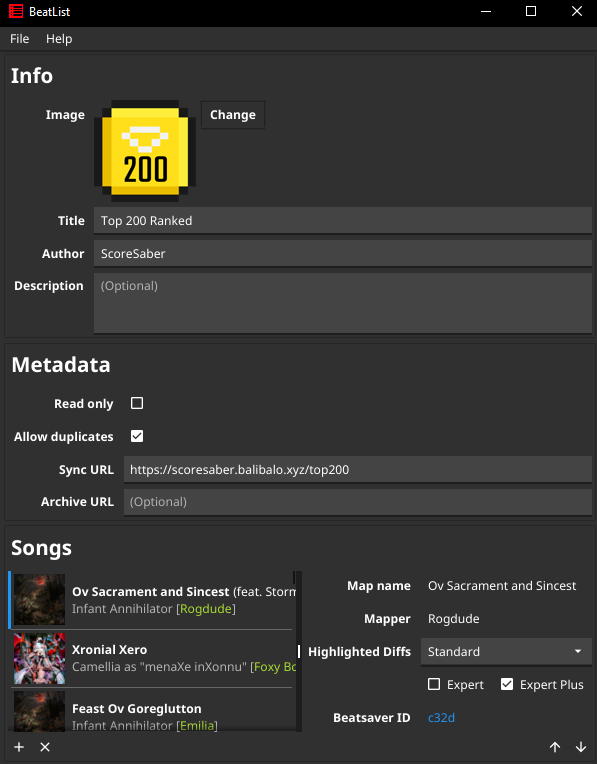 BeatList
File Help
Info
Image
200
Change
Title Top 200 Ranked
Author ScoreSaber
Description (Optional)
Metadata
Read only
Allow duplicates
Sync URL https://scoresaber.balibalo.xyz/top200
Archive URL (Optional)
Songs
Ov Sacrament and Sincest (feat. Storm
Infant Annihilator [Rogdude]
Xronial Xero
Camellia as "menaXe inXonnu" [Foxy Bo
Feast Ov Goreglutton
Infant Annihilator [Emilia]
Map name Ov Sacrament and Sincest
Mapper Rogdude
Highlighted Diffs Standard
Expert Expert Plus
Beatsaver ID c32d